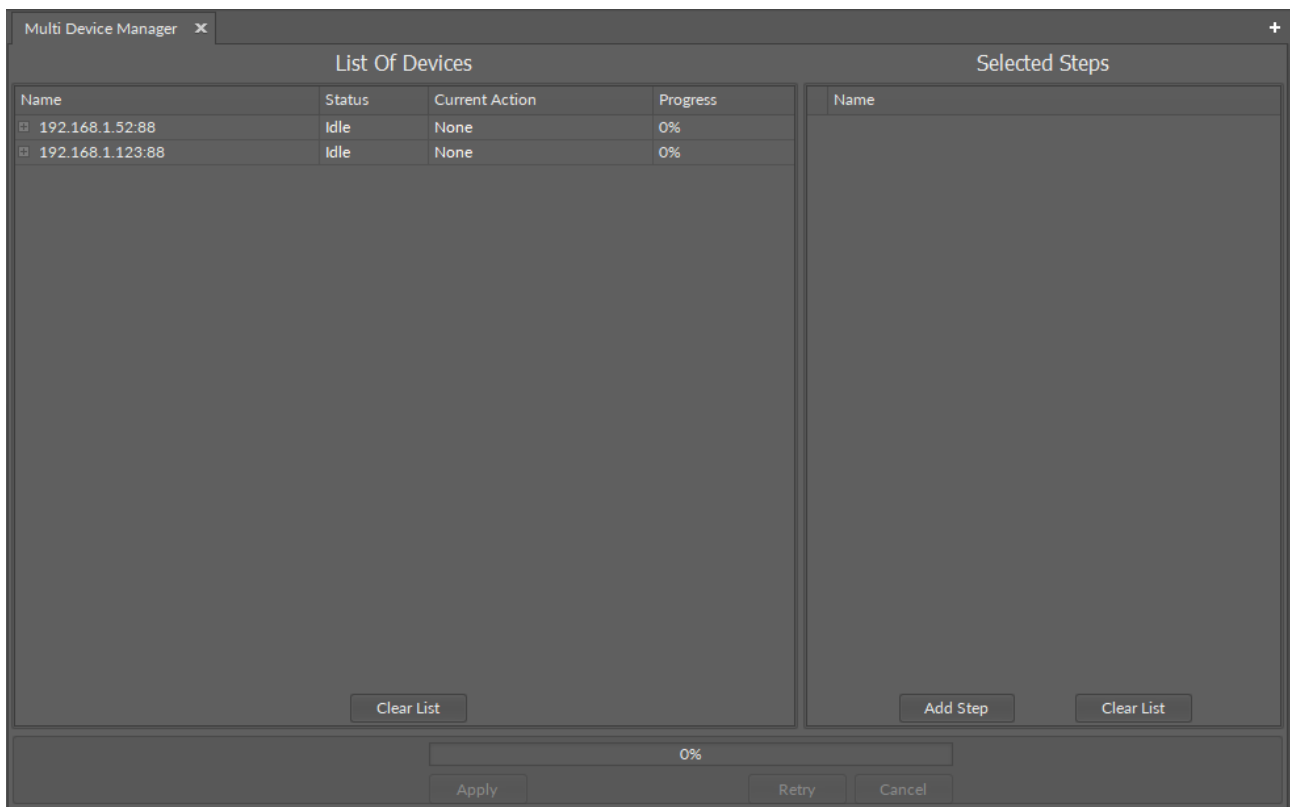 Multi Device Manager x +
List Of Devices
Selected Steps
Name Status Current Action Progress
Name
192.168.1.52:88 Idle None 0%
192.168.1.123:88 Idle None 0%
Clear List
Add Step Clear List
0%
Apply Retry Cancel